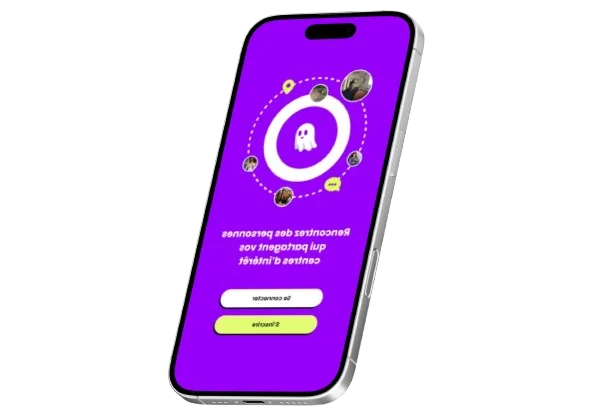 Rencontrez des personnes
qui partagent vos
centres d'intérêt
Se connecter
S'inscrire